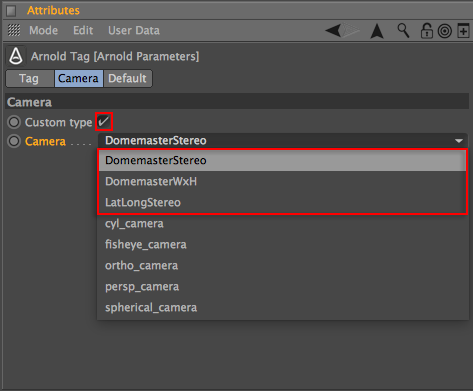 Attributes
Mode Edit User Data
Arnold Tag [Arnold Parameters]
Tag Camera Default
Camera
Custom type
Camera . . . . DomemasterStereo
DomemasterStereo
DomemasterWxH
LatLongStereo
cyl_camera
fisheye_camera
ortho_camera
persp_camera
spherical_camera